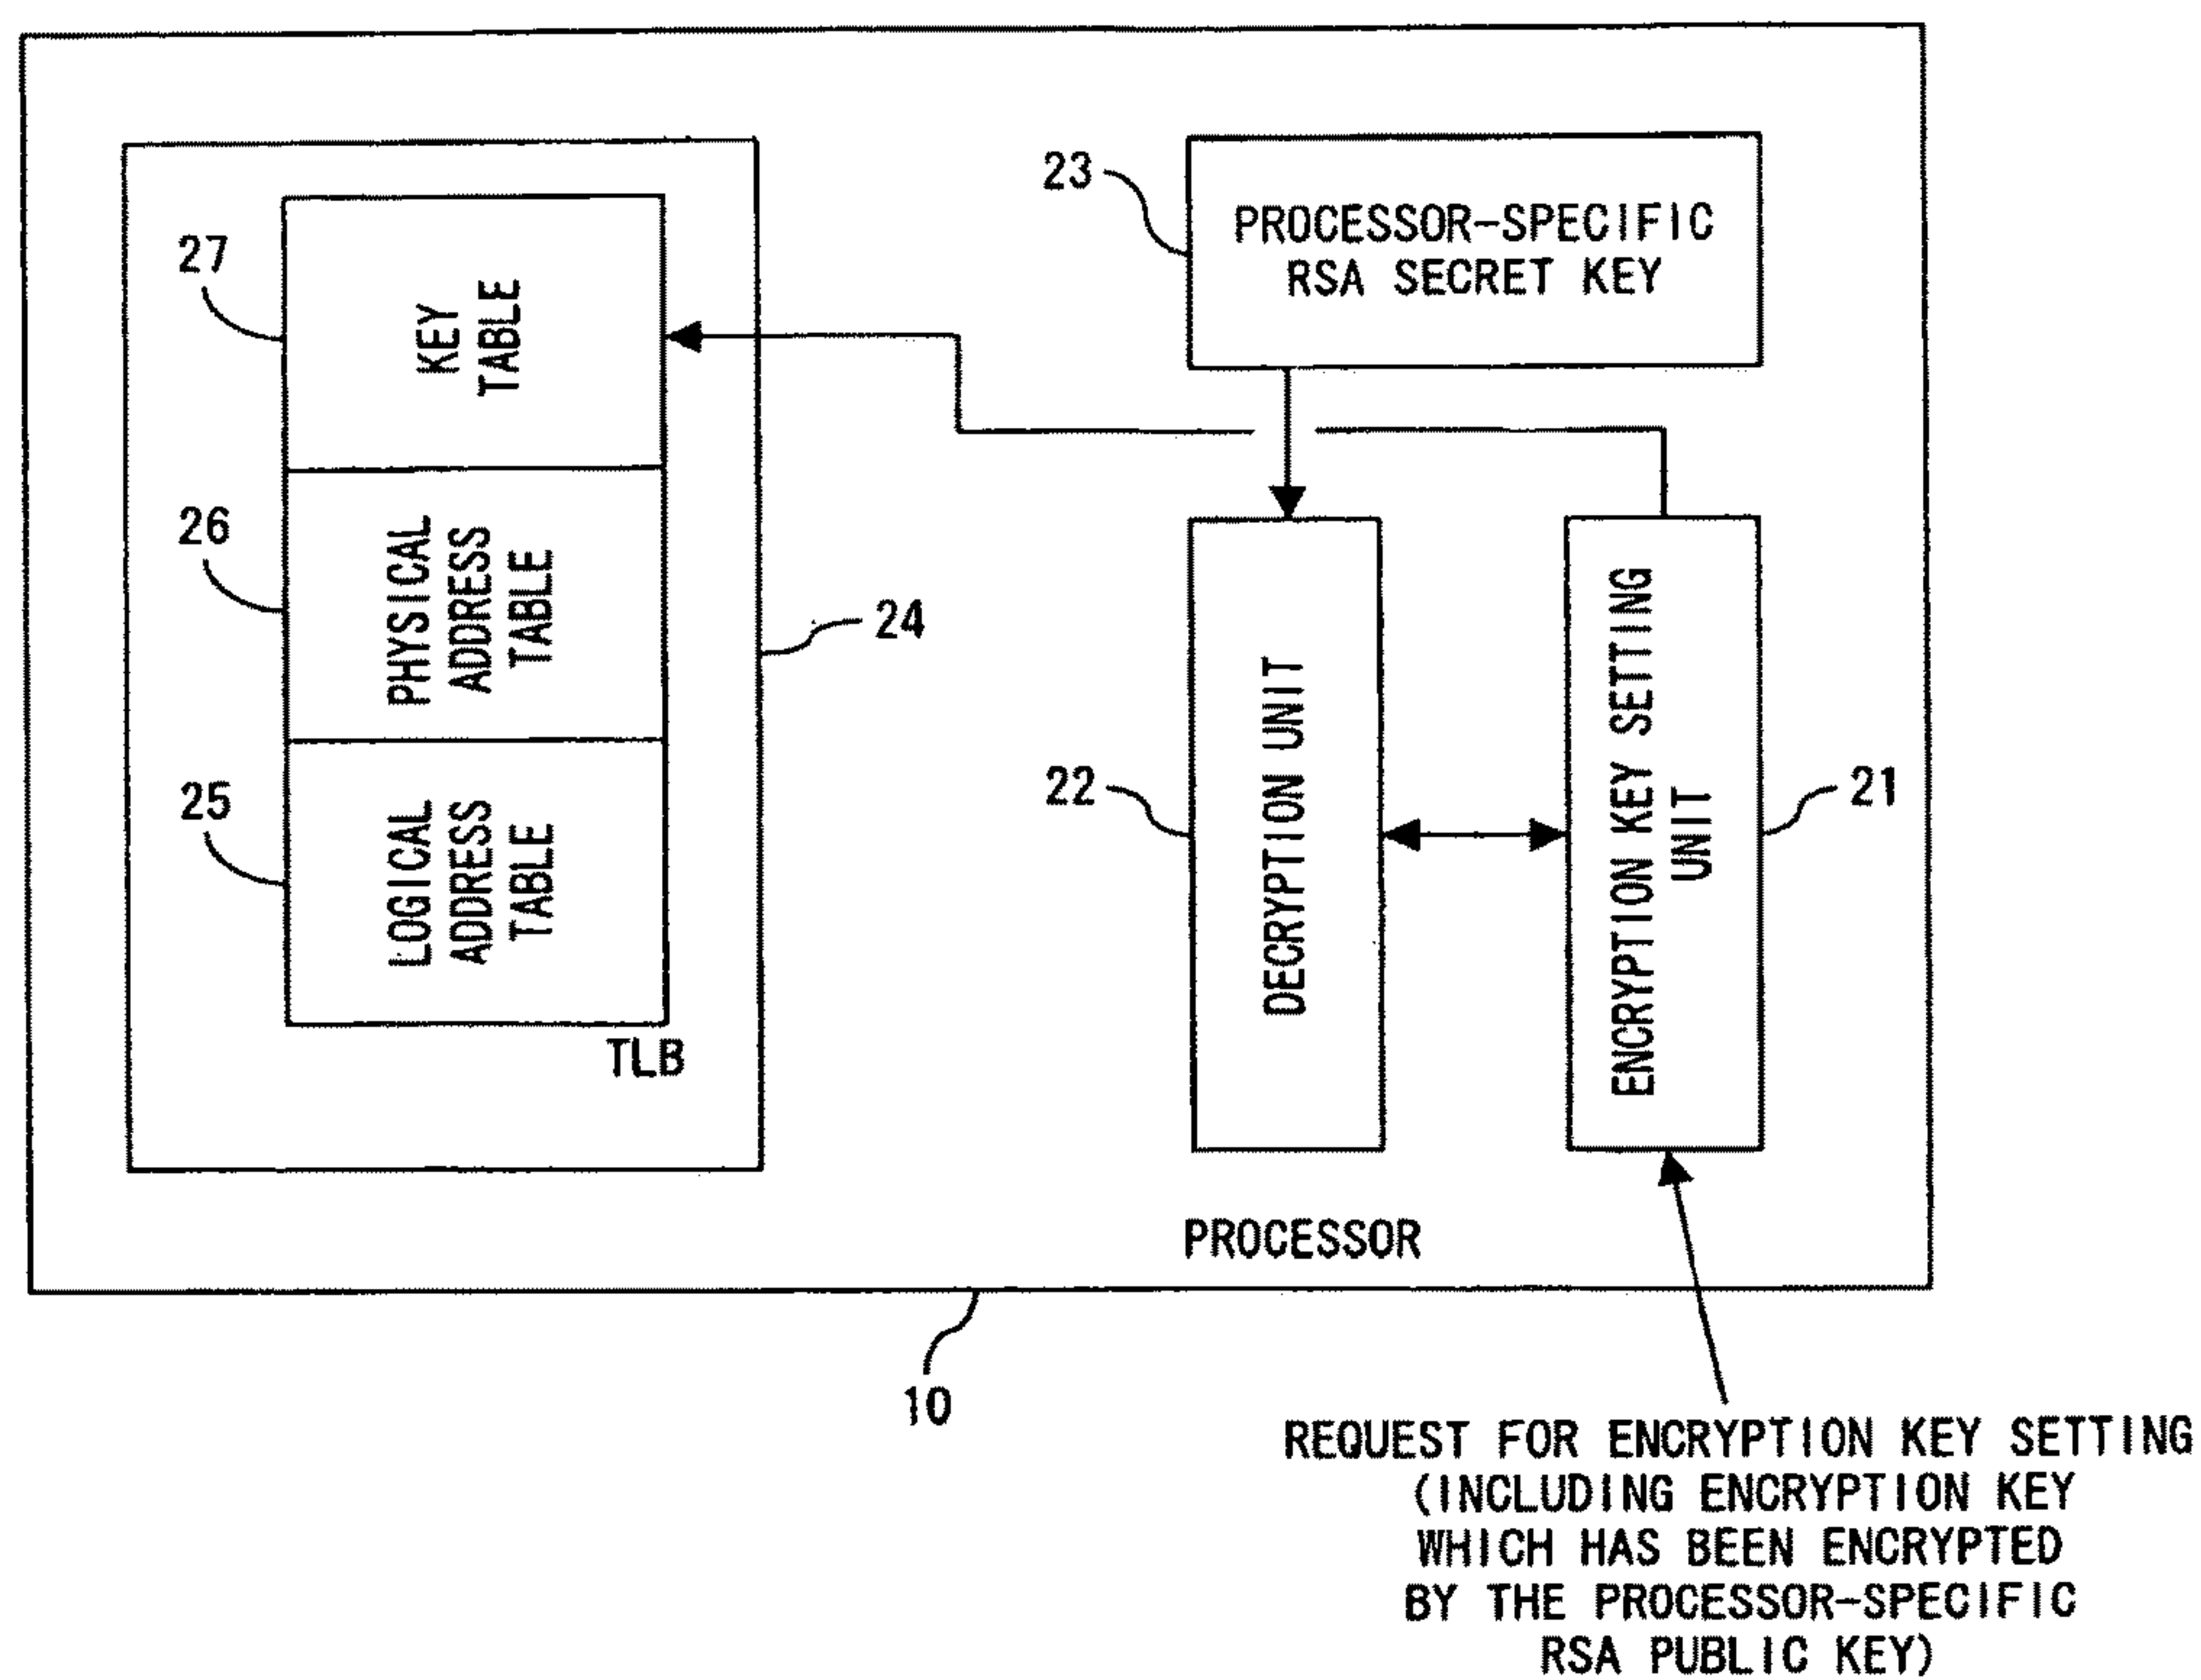 23
PROCESSOR-SPECIFIC
RSA SECRET KEY
27
KEY
TABLE
26
PHYSICAL
ADDRESS
TABLE
24
25
LOGICAL
ADDRESS
TABLE
TLB
22
DECRYPTION UNIT
ENCRYPTION KEY SETTING
UNIT
21
PROCESSOR
10
REQUEST FOR ENCRYPTION KEY SETTING
(INCLUDING ENCRYPTION KEY
WHICH HAS BEEN ENCRYPTED
BY THE PROCESSOR-SPECIFIC
RSA PUBLIC KEY)